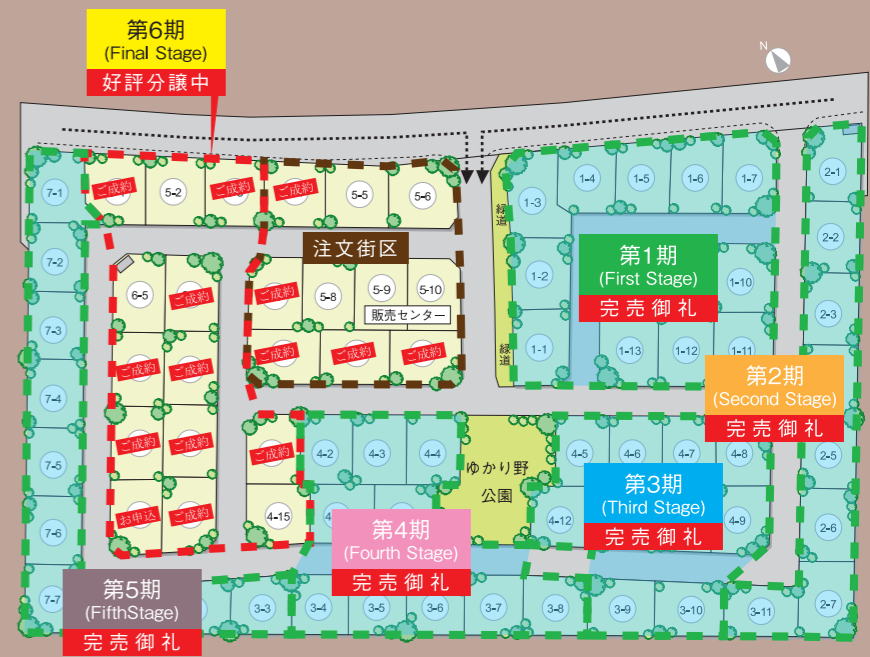 第6期
(Final Stage)
好評分譲中
N
7-1
ご成約
5-2
ご成約
ご成約
5-5
5-6
緑道
1-3
1-4
1-5
1-6
1-7
2-1
7-2
注文街区
第1期
(First Stage)
完売御礼
2-2
6-5
ご成約
ご成約
5-8
5-9
5-10
販売センター
1-2
1-10
7-3
2-3
ご成約
ご成約
ご成約
ご成約
ご成約
緑道
1-1
1-13
1-12
1-11
7-4
第2期
(Second Stage)
完売御礼
ご成約
ご成約
ご成約
4-2
4-3
4-4
ゆかり野
公園
4-5
4-6
4-7
4-8
7-5
2-5
お申込
ご成約
4-15
第4期
(Fourth Stage)
完売御礼
4-12
第3期
(Third Stage)
完売御礼
4-9
7-6
2-6
7-7
第5期
(FifthStage)
完売御礼
3-3
3-4
3-5
3-6
3-7
3-8
3-9
3-10
3-11
2-7